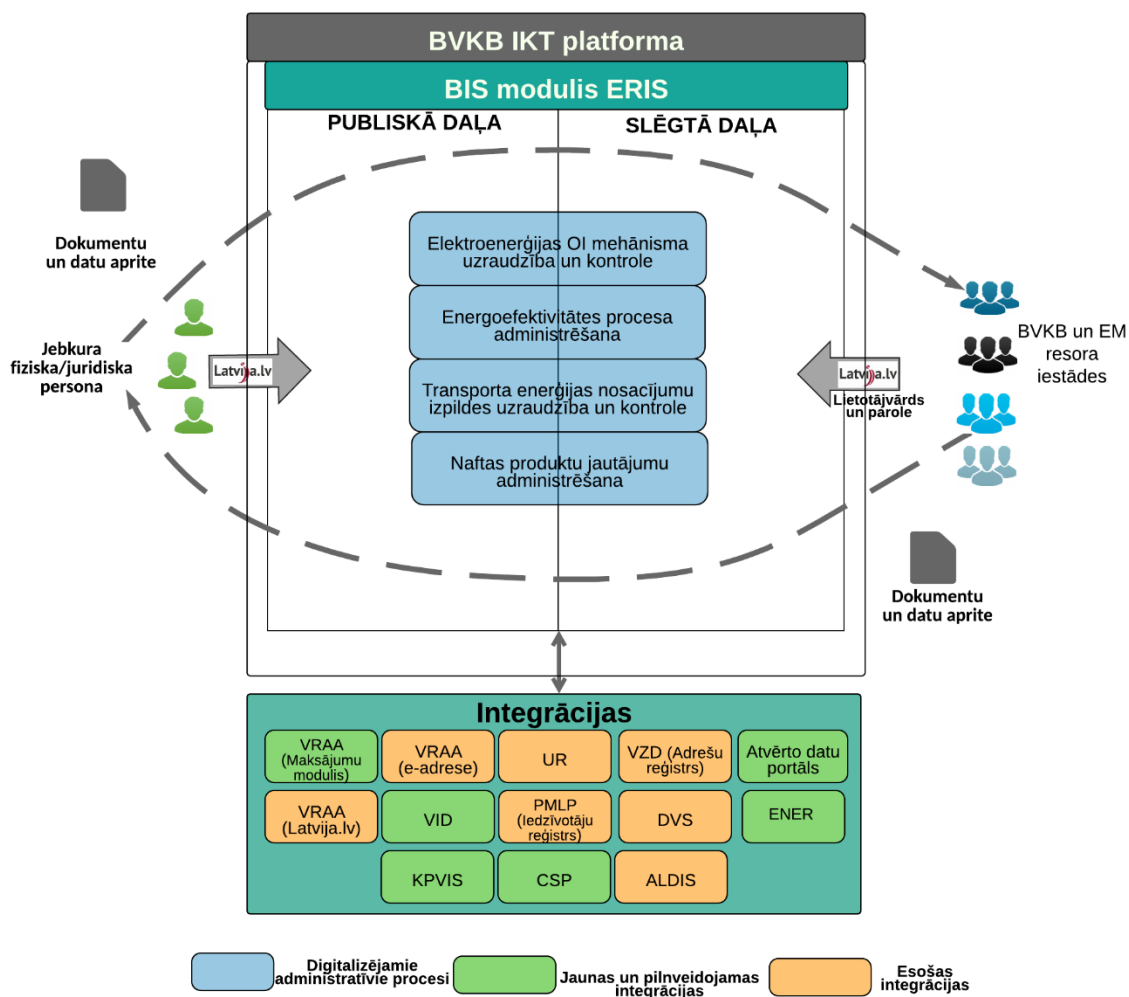 BVKB IKT platforma
BIS modulis ERIS
PUBLISKĀ DAĻA
SLĒGTĀ DAĻA
Dokumentu
un datu aprite
Elektroenerģijas OI mehānisma
uzraudzība un kontrole
Energoefektivitātes procesa
administrēšana
Transporta enerģijas nosacījumu
izpildes uzraudzība un kontrole
Naftas produktu jautājumu
administrēšana
Jebkura
fiziska/juridiska
persona
Latvija.lv
Latvija.lv
Lietotājvārds
un parole
BVKB un EM
resora
iestādes
Dokumentu
un datu aprite
Integrācijas
VRAA
(Maksājumu
modulis)
VRAA
(e-adrese)
UR
VZD (Adrešu
reģistrs)
Atvērto datu
portāls
VRAA
(Latvija.lv)
VID
PMLP
(Iedzīvotāju
reģistrs)
DVS
ENER
KPVIS
CSP
ALDIS
Digitalizējamie
administratīvie procesi
Jaunas un pilnveidojamas
integrācijas
Esošas
integrācijas